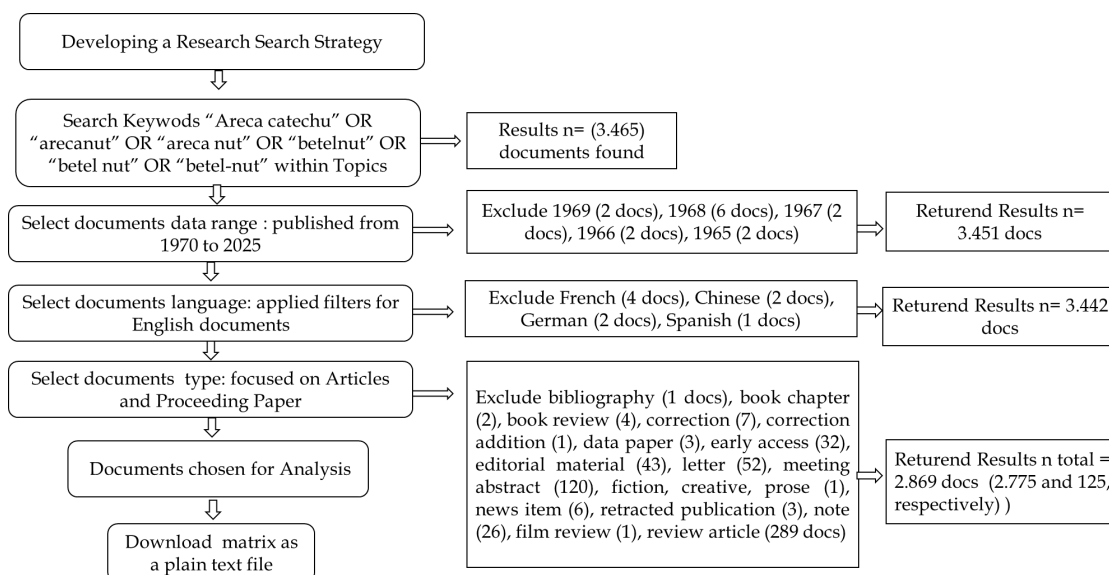 Developing a Research Search Strategy
Search Keywods “Areca catechu” OR
“arecanut” OR “areca nut” OR “betelnut” OR
“betel nut” OR “betel-nut” within Topics
Results n= (3.465)
documents found
Select documents data range : published from
1970 to 2025
Exclude 1969 (2 docs), 1968 (6 docs), 1967 (2
docs), 1966 (2 docs), 1965 (2 docs)
Returend Results n=
3.451 docs
Select documents language: applied filters for
English documents
Exclude French (4 docs), Chinese (2 docs),
German (2 docs), Spanish (1 docs)
Returend Results n= 3.442
docs
Select documents type: focused on Articles
and Proceeding Paper
Exclude bibliography (1 docs), book chapter
(2), book review (4), correction (7), correction
addition (1), data paper (3), early access (32),
editorial material (43), letter (52), meeting
abstract (120), fiction, creative, prose (1),
news item (6), retracted publication (3), note
(26), film review (1), review article (289 docs)
Returend Results n total =
2.869 docs (2.775 and 125,
respectively) )
Documents chosen for Analysis
Download matrix as
a plain text file